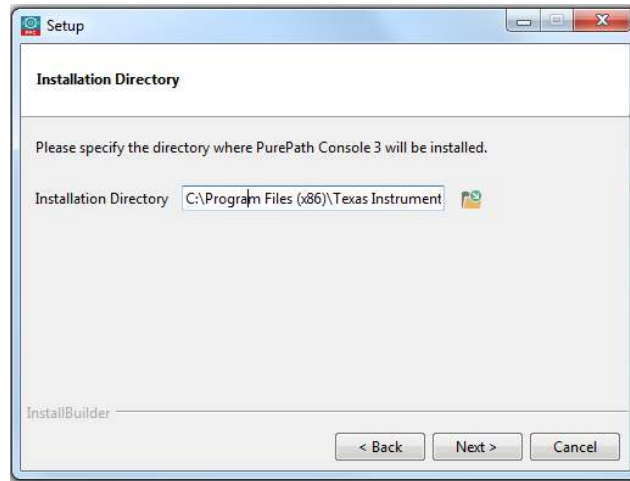 Setup
Installation Directory
Please specify the directory where PurePath Console 3 will be installed.
Installation Directory C:\Program Files (x86)\Texas Instrument
InstallBuilder
< Back Next > Cancel